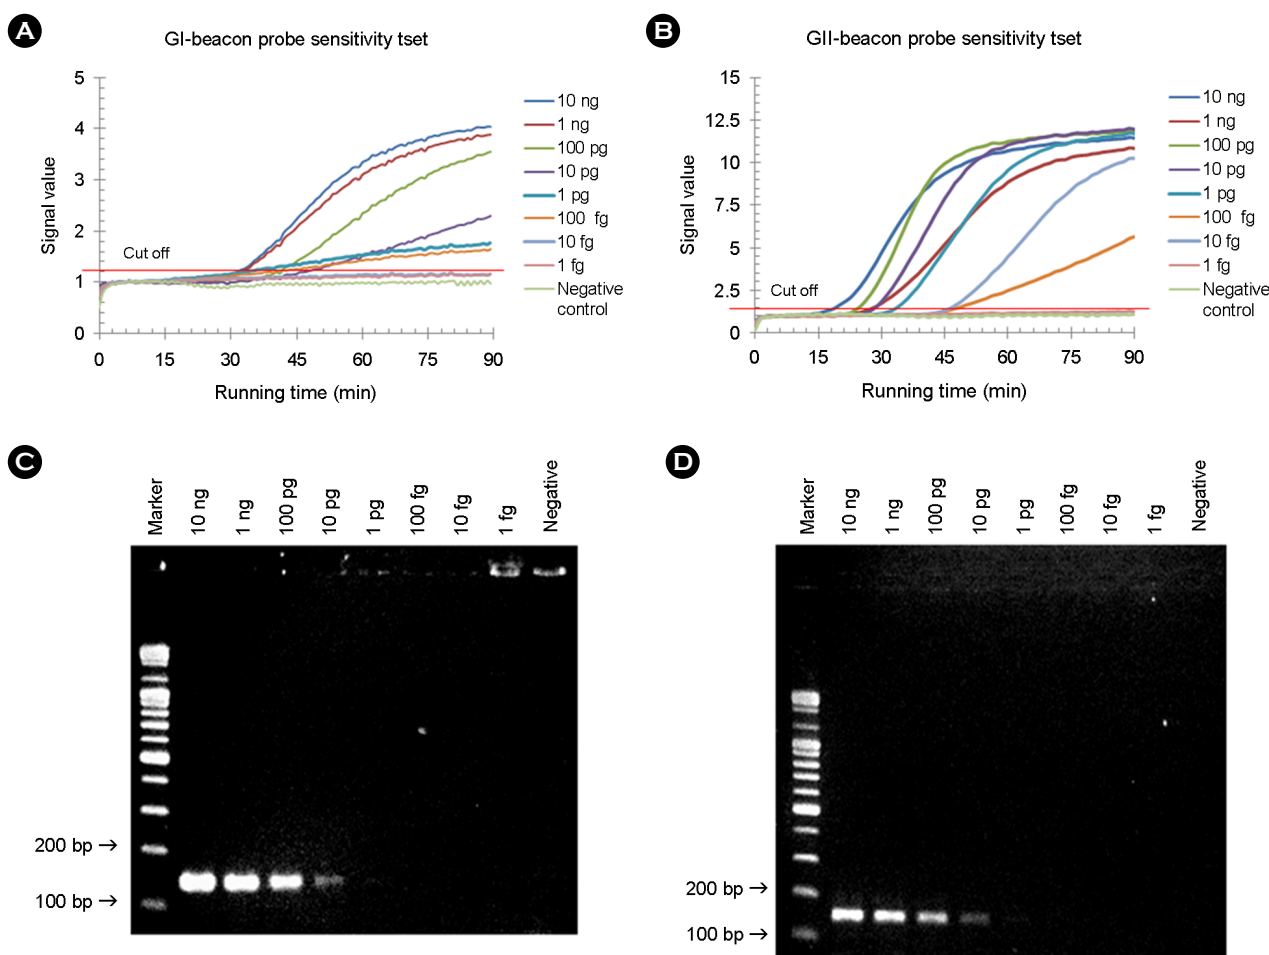 A
GI-beacon probe sensitivity tset
Signal value
5
4
3
2
1
0
Cut off
0 15 30 45 60 75 90
Running time (min)
10 ng
1 ng
100 pg
10 pg
1 pg
100 fg
10 fg
1 fg
Negative
control
B
GII-beacon probe sensitivity tset
Signal value
15
12.5
10
7.5
5
2.5
0
Cut off
0 15 30 45 60 75 90
Running time (min)
10 ng
1 ng
100 pg
10 pg
1 pg
100 fg
10 fg
1 fg
Negative
control
C
Marker
10 ng
1 ng
100 pg
10 pg
1 pg
100 fg
10 fg
1 fg
Negative
200 bp →
100 bp →
D
Marker
10 ng
1 ng
100 pg
10 pg
1 pg
100 fg
10 fg
1 fg
Negative
200 bp →
100 bp →